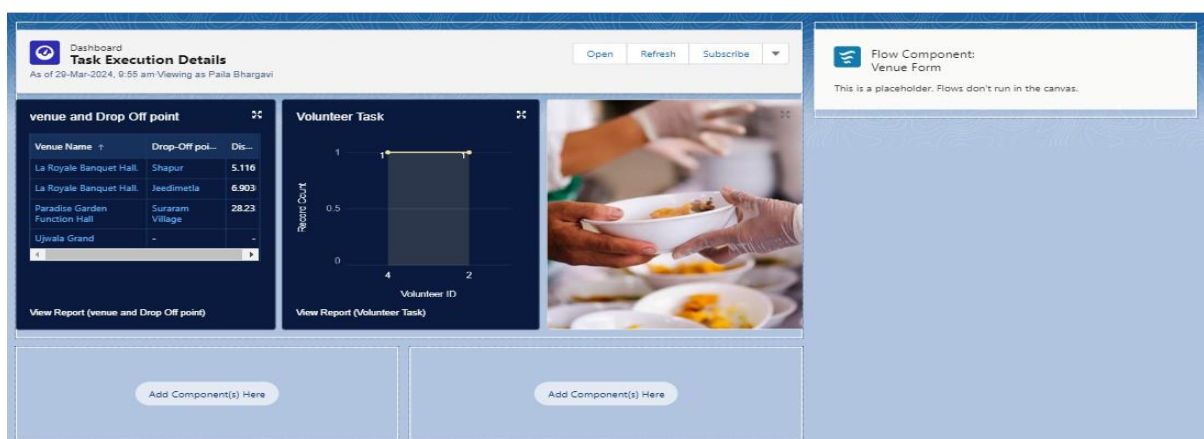 Dashboard
Task Execution Details
As of 29-Mar-2024, 9:55 am·Viewing as Paila Bhargavi
Open
Refresh
Subscribe
Flow Component:
Venue Form
This is a placeholder. Flows don't run in the canvas.
venue and Drop Off point
Venue Name ↑ Drop-Off poi... Dis...
La Royale Banquet Hall. Shapur 5.116
La Royale Banquet Hall. Jeedimetla 6.903
Paradise Garden
Function Hall
Suraram
Village
28.23
Ujwala Grand - -
View Report (venue and Drop Off point)
Volunteer Task
Record Count
1
0.5
0
1
1
4
2
Volunteer ID
View Report (Volunteer Task)
Add Component(s) Here
Add Component(s) Here